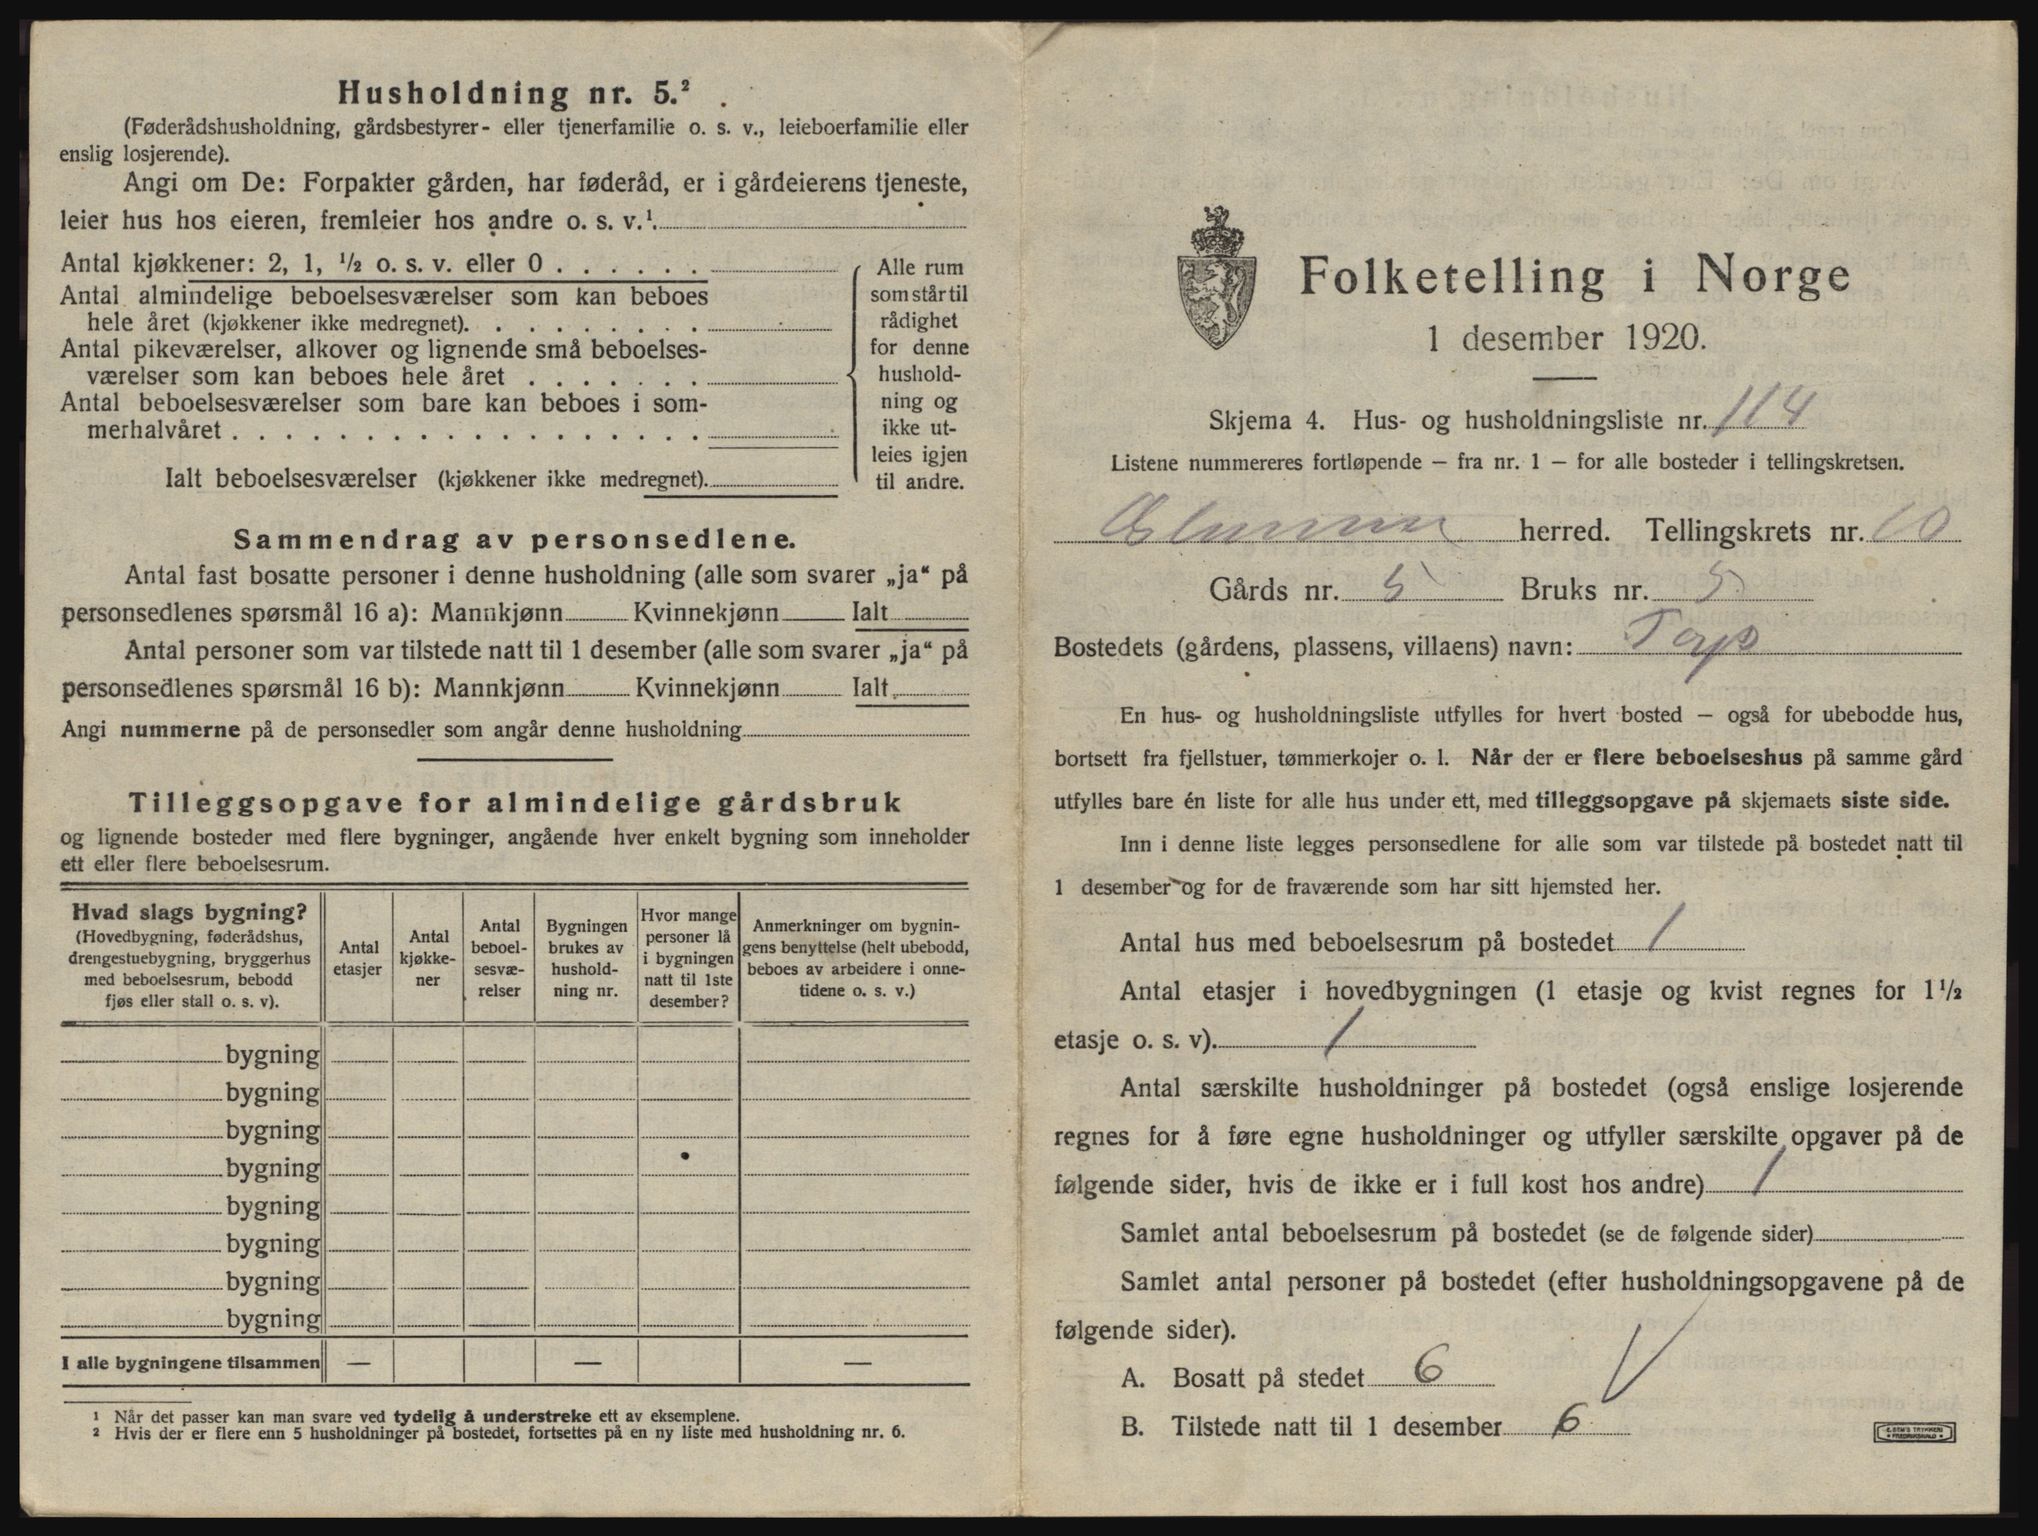 Husholdning nr. 5.²
(Føderådshusholdning, gårdsbestyrer- eller tjenerfamilie o. s. v., leieboerfamilie eller
enslig losjerende).
Angi om De: Forpakter gården, har føderåd, er i gårdeierens tjeneste,
leier hus hos eieren, fremleier hos andre o. s. v.¹.
Antal kjøkkener: 2, 1, ½ o. s. v. eller 0 . . . . . .
Antal almindelige beboelsesværelser som kan beboes
hele året (kjøkkener ikke medregnet). . . . . . . . .
Antal pikeværelser, alkover og lignende små beboelses-
værelser som kan beboes hele året . . . . . . .
Antal beboelsesværelser som bare kan beboes i som-
merhalvåret . . . . . . . . . . . . . . . . . .
Ialt beboelsesværelser (kjøkkener ikke medregnet).
Alle rum
som står til
rådighet
for denne
hushold-
ning og
ikke ut-
leies igjen
til andre.
Sammendrag av personsedlene.
Antal fast bosatte personer i denne husholdning (alle som svarer „ja“ på
personsedlenes spørsmål 16 a): Mannkjønn Kvinnekjønn Ialt
Antal personer som var tilstede natt til 1 desember (alle som svarer „ja“ på
personsedlenes spørsmål 16 b): Mannkjønn Kvinnekjønn Ialt
Angi nummerne på de personsedler som angår denne husholdning
Tilleggsopgave for almindelige gårdsbruk
og lignende bosteder med flere bygninger, angående hver enkelt bygning som inneholder
ett eller flere beboelsesrum.
Hvad slags bygning?
(Hovedbygning, føderådshus,
drengestuebygning, bryggerhus
med beboelsesrum, bebodd
fjøs eller stall o. s. v).
Antal
etasjer
Antal
kjøkke-
ner
Antal
beboel-
sesvæ-
relser
Bygningen
brukes av
hushold-
ning nr.
Hvor mange
personer lå
i bygningen
natt til 1ste
desember?
Anmerkninger om bygnin-
gens benyttelse (helt ubebodd,
beboes av arbeidere i onne-
tidene o. s. v.)
bygning
bygning
bygning
bygning
bygning
bygning
bygning
bygning
I alle bygningene tilsammen — — —
¹ Når det passer kan man svare ved tydelig å understreke ett av eksemplene.
² Hvis der er flere enn 5 husholdninger på bostedet, fortsettes på en ny liste med husholdning nr. 6.
Folketelling i Norge
1 desember 1920.
Skjema 4. Hus- og husholdningsliste nr. 114
Listene nummereres fortløpende — fra nr. 1 — for alle bosteder i tellingskretsen.
herred. Tellingskrets nr. 10
Gårds nr. 5 Bruks nr. 5
Bostedets (gårdens, plassens, villaens) navn: Torp
En hus- og husholdningsliste utfylles for hvert bosted — også for ubebodde hus,
bortsett fra fjellstuer, tømmerkojer o. l. Når der er flere beboelseshus på samme gård
utfylles bare én liste for alle hus under ett, med tilleggsopgave på skjemaets siste side.
Inn i denne liste legges personsedlene for alle som var tilstede på bostedet natt til
1 desember og for de fraværende som har sitt hjemsted her.
Antal hus med beboelsesrum på bostedet 1
Antal etasjer i hovedbygningen (1 etasje og kvist regnes for 1½
etasje o. s. v). 1
Antal særskilte husholdninger på bostedet (også enslige losjerende
regnes for å føre egne husholdninger og utfyller særskilte opgaver på de
følgende sider, hvis de ikke er i full kost hos andre) 1
Samlet antal beboelsesrum på bostedet (se de følgende sider)
Samlet antal personer på bostedet (efter husholdningsopgavene på de
følgende sider).
A. Bosatt på stedet 6
B. Tilstede natt til 1 desember 6